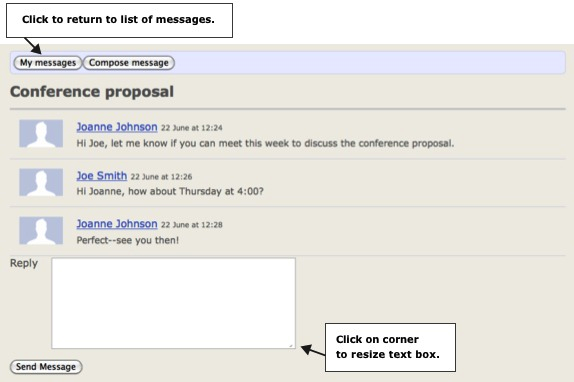 Click to return to list of messages.
My messages Compose message
Conference proposal
Joanne Johnson 22 June at 12:24
Hi Joe, let me know if you can meet this week to discuss the conference proposal.
Joe Smith 22 June at 12:26
Hi Joanne, how about Thursday at 4:00?
Joanne Johnson 22 June at 12:28
Perfect--see you then!
Reply
Click on corner
to resize text box.
Send Message